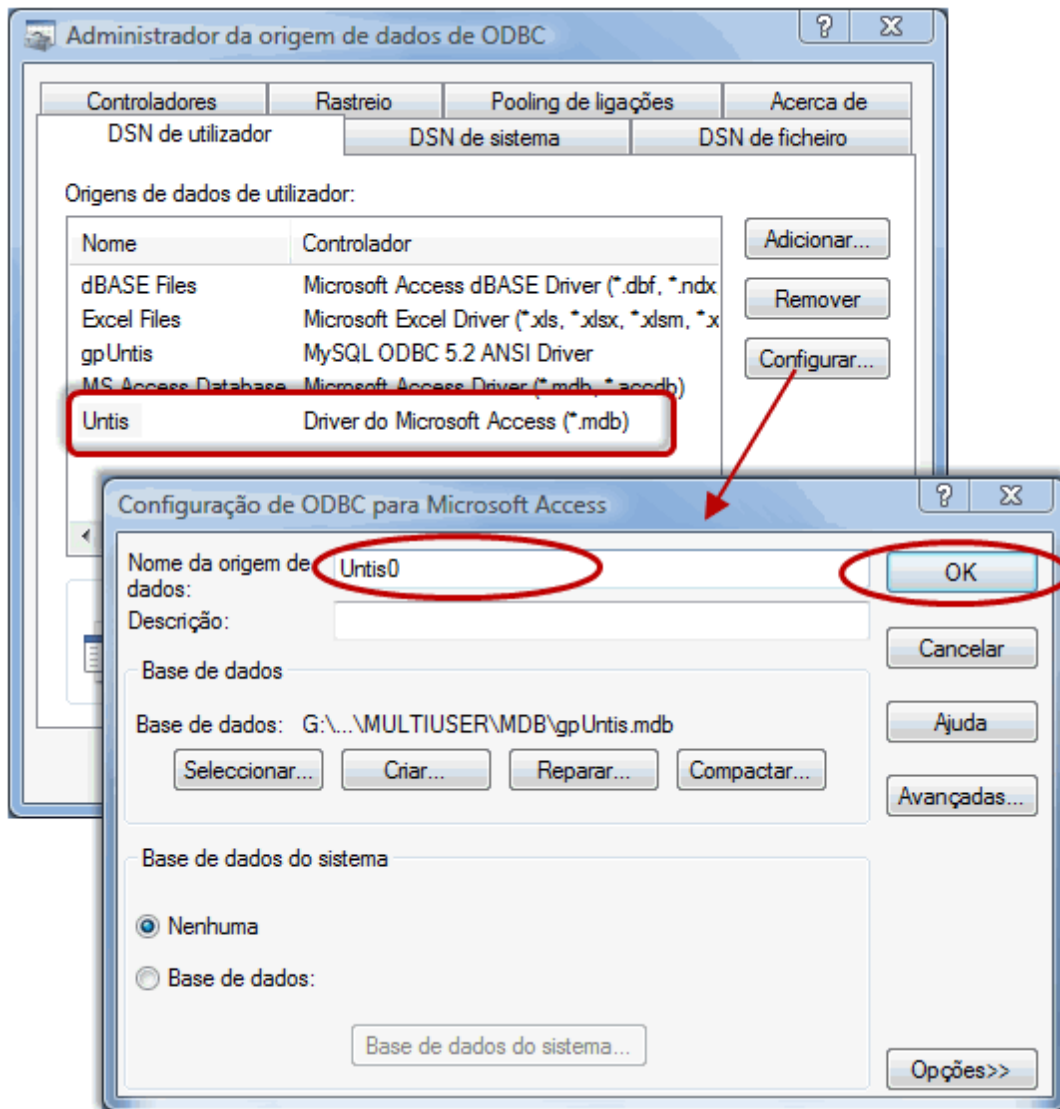 Administrador da origem de dados de ODBC
Controladores Rastreio Pooling de ligações Acerca de
DSN de utilizador DSN de sistema DSN de ficheiro
Origens de dados de utilizador:
Nome Controlador
dBASE Files Microsoft Access dBASE Driver (*.dbf, *.ndx
Excel Files Microsoft Excel Driver (*.xls, *.xlsx, *.xlsm, *.x
gpUntis MySQL ODBC 5.2 ANSI Driver
MS Access Database Microsoft Access Driver (*.mdb, *.accdb)
Untis Driver do Microsoft Access (*.mdb)
Adicionar...
Remover
Configurar...
Configuração de ODBC para Microsoft Access
Nome da origem de
dados:
Untis0
Descrição:
Base de dados
Base de dados: G:\...\MULTIUSER\MDB\gpUntis.mdb
Seleccionar... Criar... Reparar... Compactar...
Base de dados do sistema
Nenhuma
Base de dados:
Base de dados do sistema...
OK
Cancelar
Ajuda
Avançadas...
Opções>>